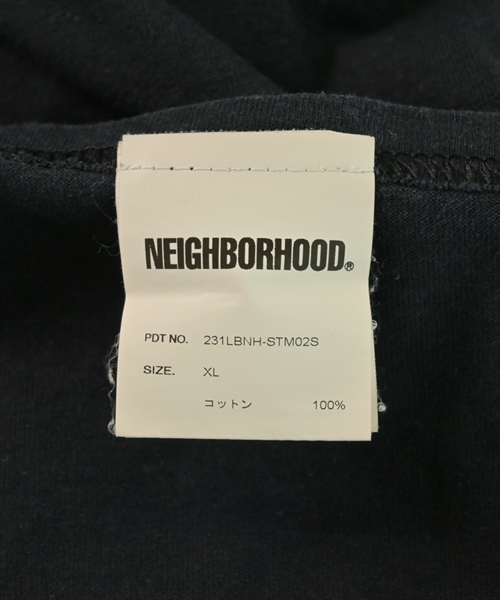 NEIGHBORHOOD®
PDT NO. 231LBNH-STM02S
SIZE. XL
コットン 100%